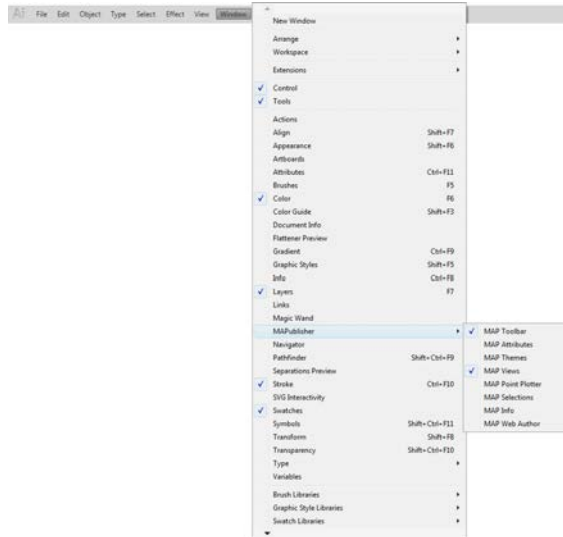 Ai File Edit Object Type Select Effect View Window
New Window
Arrange
Workspace
Extensions
Control
Tools
Actions
Align Shift+F7
Appearance Shift+F6
Artboards
Attributes Ctrl+F11
Brushes F5
Color F6
Color Guide Shift+F3
Document Info
Flattener Preview
Gradient Ctrl+F9
Graphic Styles Shift+F5
Info Ctrl+F8
Layers F7
Links
Magic Wand
MAPublisher
MAP Toolbar
MAP Attributes
MAP Themes
MAP Views
MAP Point Plotter
MAP Selections
MAP Info
MAP Web Author
Navigator
Pathfinder Shift+Ctrl+F9
Separations Preview
Stroke Ctrl+F10
SVG Interactivity
Swatches
Symbols Shift+Ctrl+F11
Transform Shift+F8
Transparency Shift+Ctrl+F10
Type
Variables
Brush Libraries
Graphic Style Libraries
Swatch Libraries